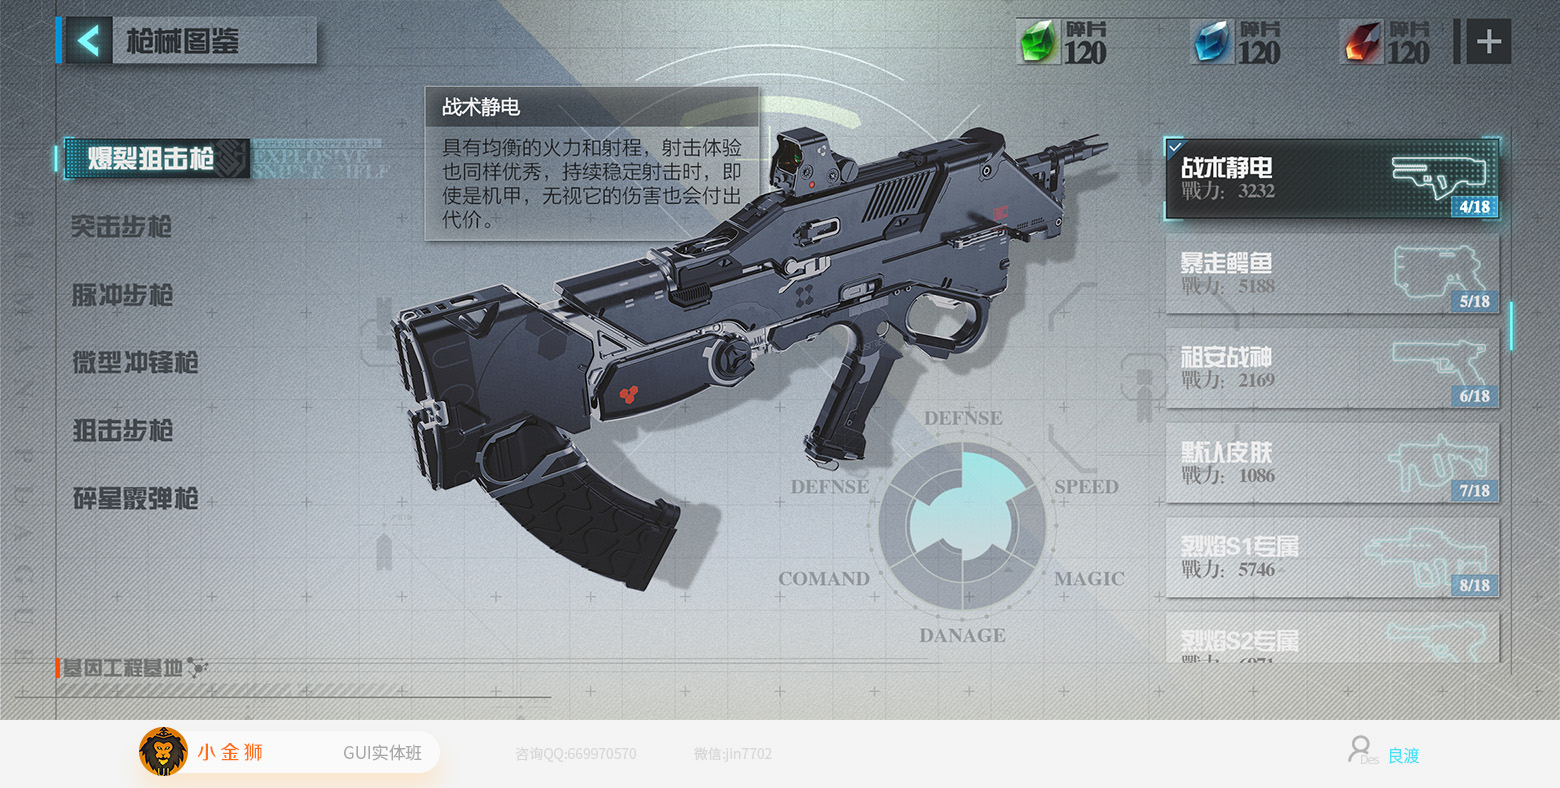 枪械图鉴
碎片
120
碎片
120
碎片
120
战术静电
具有均衡的火力和射程，射击体验
也同样优秀，持续稳定射击时，即
使是机甲，无视它的伤害也会付出
代价。
爆裂狙击枪
EXPLOSIVE
突击步枪
脉冲步枪
微型冲锋枪
狙击步枪
碎星霰弹枪
基因工程基地
DEFNSE
DEFNSE
SPEED
COMAND
MAGIC
DANAGE
战术静电
戰力： 3232
4/18
暴走鳄鱼
戰力： 5188
5/18
祖安战神
戰力： 2169
6/18
默认皮肤
戰力： 1086
7/18
烈焰S1专属
戰力： 5746
8/18
烈焰S2专属
小金狮
GUI实体班
咨询QQ:669970570
微信:jin7702
Des
良渡